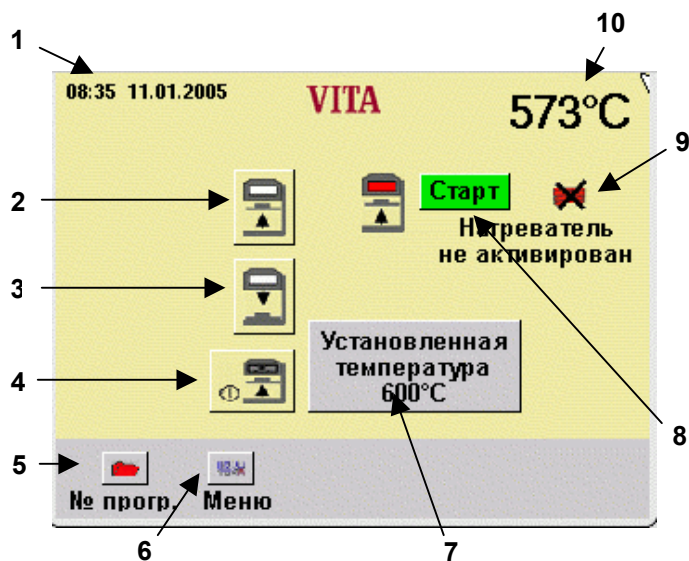 1
10
08:35 11.01.2005
VITA
573°C
9
2
Старт
Нагреватель
не активирован
3
Установленная
температура
600°C
4
8
5
№ прогр.
Меню
6
7